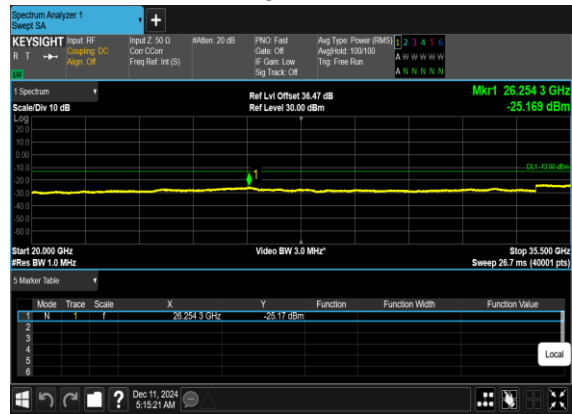 Spectrum Analyzer 1
Swept SA
+
KEYSIGHT
R T
LW
Input: RF
Coupling: DC
Align: Off
Input Z: 50 Ω
Corr CCorr
Freq Ref: Int (S)
#Atten: 20 dB
PNO: Fast
Gate: Off
IF Gain: Low
Sig Track: Off
Avg Type: Power (RMS)
Avg|Hold: 100/100
Trig: Free Run
1 2 3 4 5 6
A W W W W W
A N N N N N
1 Spectrum
Scale/Div 10 dB
Ref Lvl Offset 36.47 dB
Ref Level 30.00 dBm
Mkr1 26.254 3 GHz
-25.169 dBm
Log
20.0
10.0
0.00
-10.0
-20.0
-30.0
-40.0
-50.0
-60.0
1
DL1 -13.00 dBm
Start 20.000 GHz
#Res BW 1.0 MHz
Video BW 3.0 MHz*
Stop 35.500 GHz
Sweep 26.7 ms (40001 pts)
5 Marker Table
Mode Trace Scale X Y Function Function Width Function Value
1 N 1 f 26.254 3 GHz -25.17 dBm
2
3
4
5
6
Local
?
Dec 11, 2024
5:15:21 AM